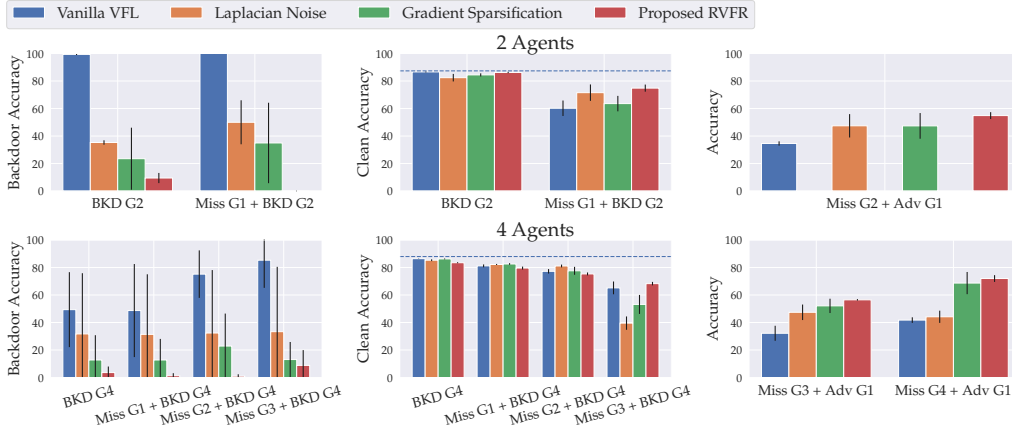 Vanilla VFL Laplacian Noise Gradient Sparsification Proposed RVFR
2 Agents
Backdoor Accuracy
100
80
60
40
20
0
BKD G2 Miss G1 + BKD G2
Clean Accuracy
100
80
60
40
20
0
BKD G2 Miss G1 + BKD G2
Accuracy
100
80
60
40
20
0
Miss G2 + Adv G1
4 Agents
Backdoor Accuracy
100
80
60
40
20
0
BKD G4
Miss G1 + BKD G4
Miss G2 + BKD G4
Miss G3 + BKD G4
Clean Accuracy
100
80
60
40
20
0
BKD G4
Miss G1 + BKD G4
Miss G2 + BKD G4
Miss G3 + BKD G4
Accuracy
100
80
60
40
20
0
Miss G3 + Adv G1 Miss G4 + Adv G1